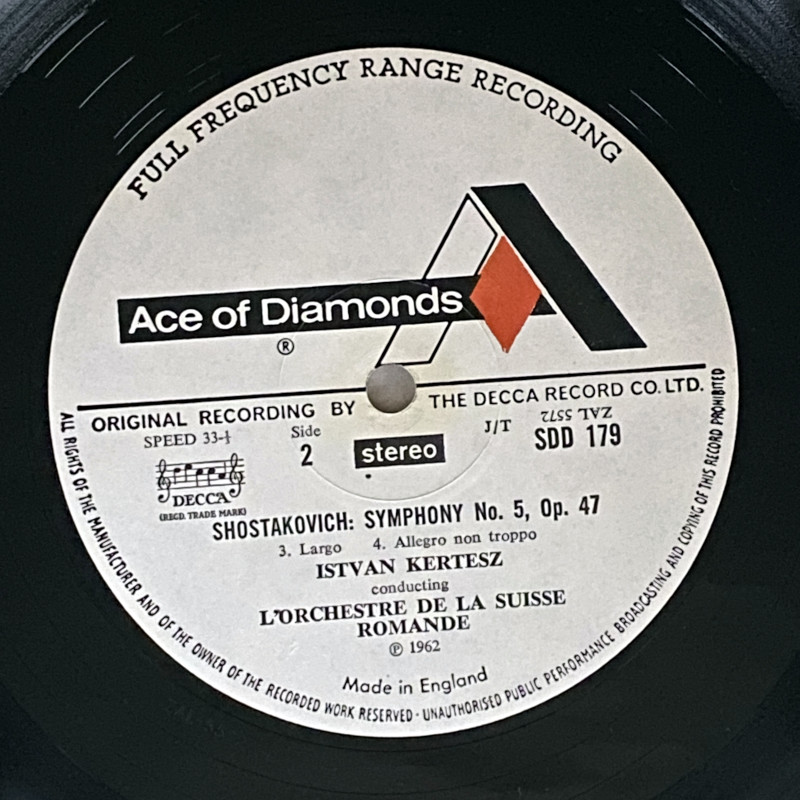 FULL FREQUENCY RANGE RECORDING
Ace of Diamonds
®
ORIGINAL RECORDING BY THE DECCA RECORD CO. LTD.
SPEED 33-⅓
Side
2
stereo
J/T
ZAL 5572
SDD 179
DECCA
(REGD. TRADE MARK)
SHOSTAKOVICH: SYMPHONY No. 5, Op. 47
3. Largo 4. Allegro non troppo
ISTVAN KERTESZ
conducting
L'ORCHESTRE DE LA SUISSE
ROMANDE
℗ 1962
Made in England
ALL RIGHTS OF THE MANUFACTURER AND OF THE OWNER OF THE RECORDED WORK RESERVED · UNAUTHORISED PUBLIC PERFORMANCE BROADCASTING AND COPYING OF THIS RECORD PROHIBITED